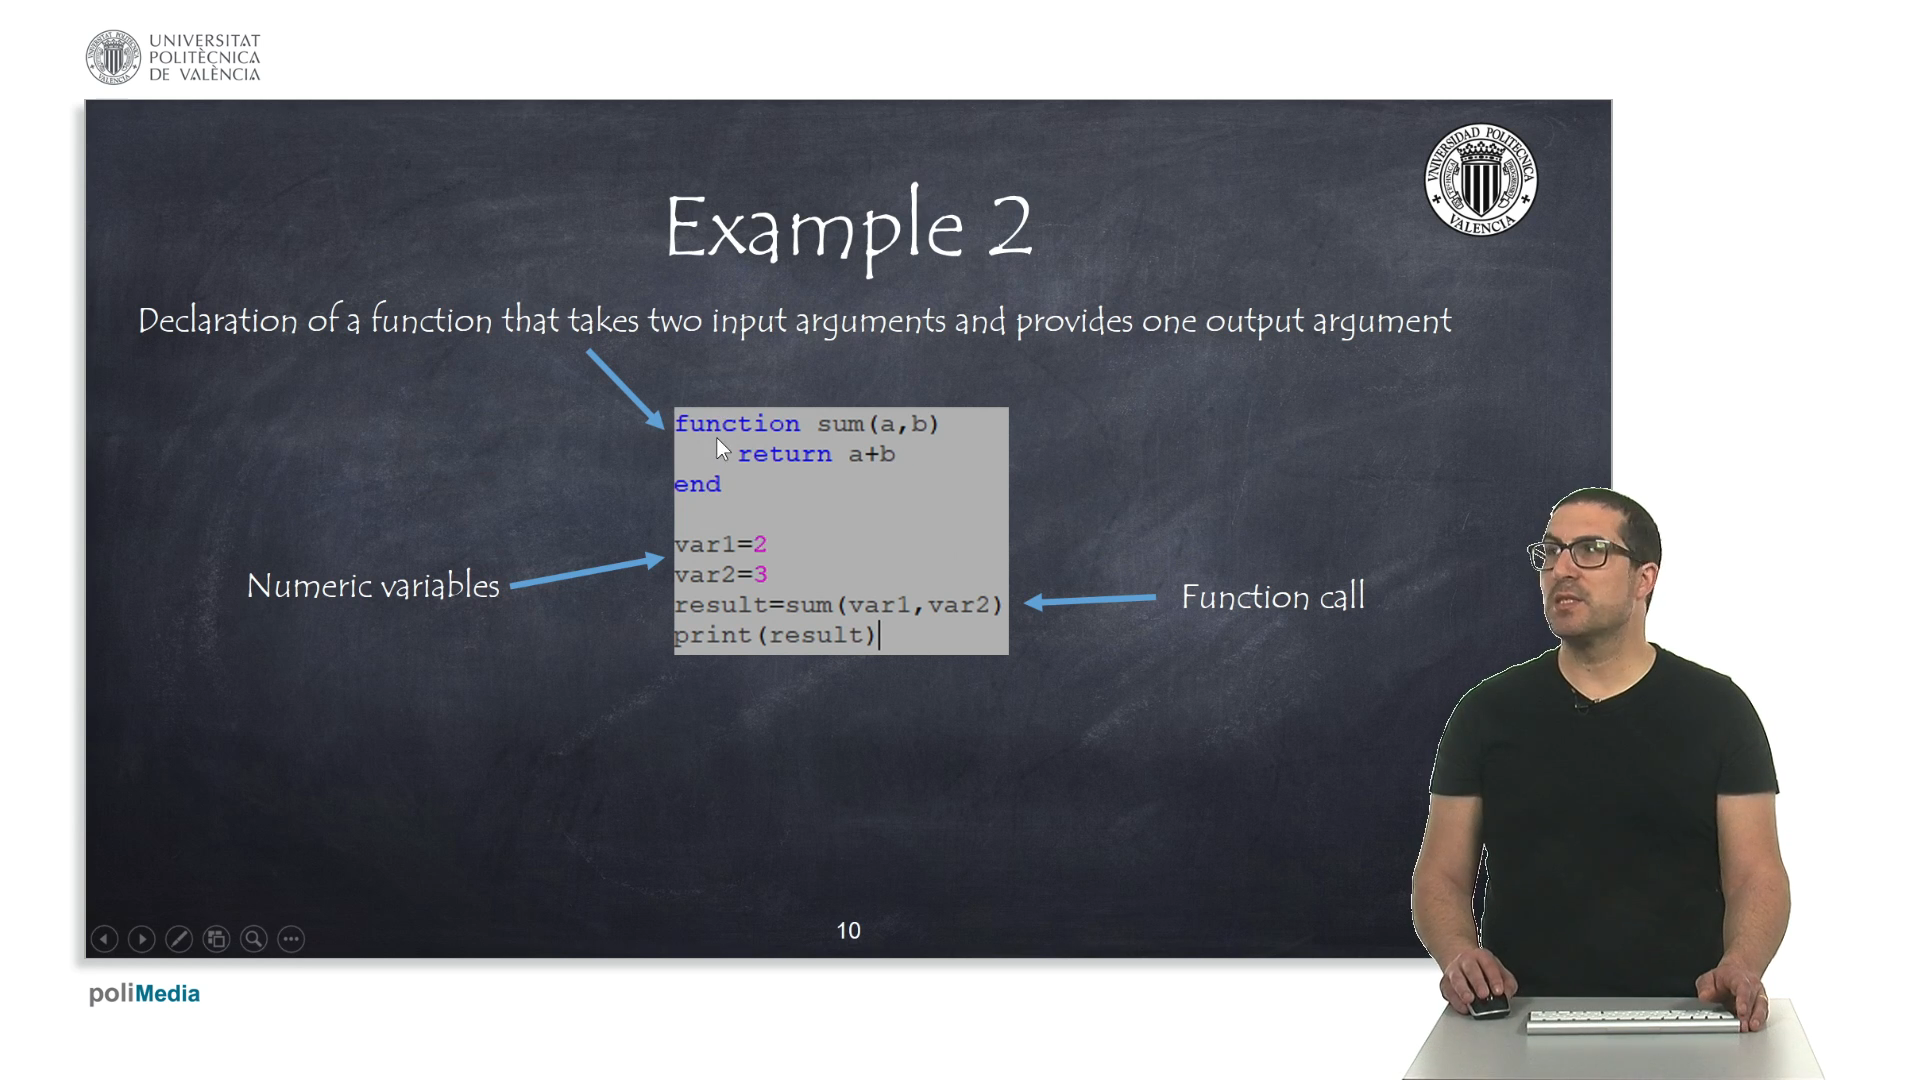 UNIVERSITAT
POLITÈCNICA
DE VALÈNCIA
UNIVERSIDAD POLITECNICA
VALENCIA
Example 2
Declaration of a function that takes two input arguments and provides one output argument
function sum(a,b)
return a+b
end
var1=2
var2=3
result=sum(var1,var2)
print(result)
Numeric variables
Function call
10
poliMedia